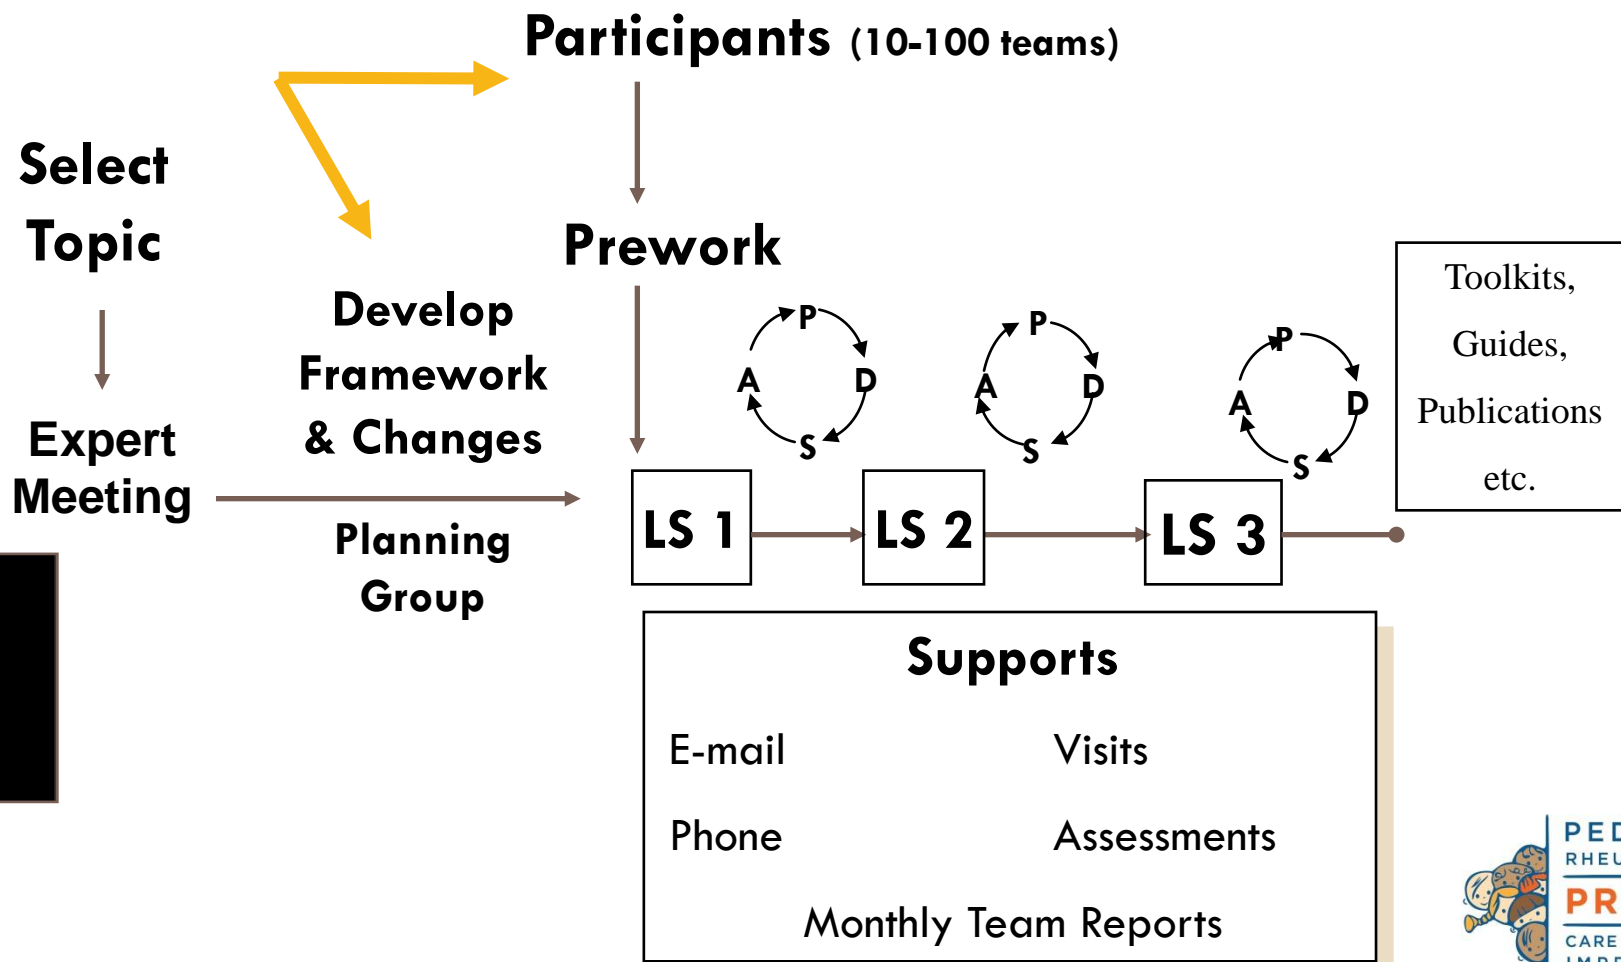 Participants (10-100 teams)
Select
Topic
Prework
Develop
Framework
& Changes
Expert
Meeting
Planning
Group
P
A
D
S
P
A
D
S
P
A
D
S
LS 1
LS 2
LS 3
Toolkits,
Guides,
Publications
etc.
Supports
E-mail
Visits
Phone
Assessments
Monthly Team Reports
CARE